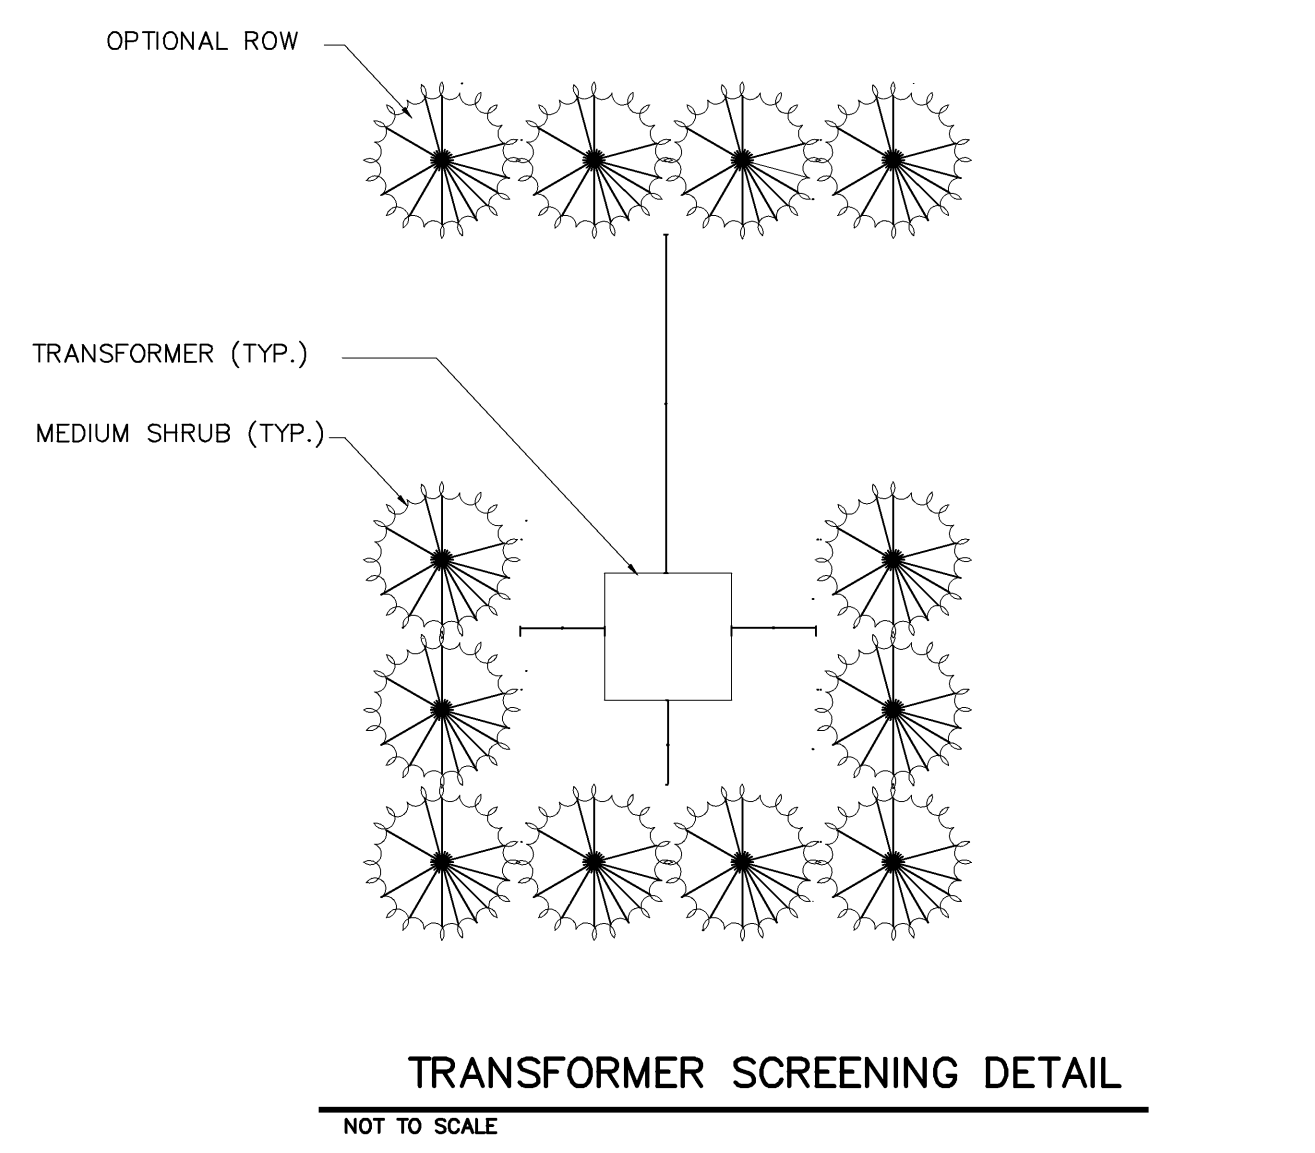 OPTIONAL ROW
TRANSFORMER (TYP.)
MEDIUM SHRUB (TYP.)
TRANSFORMER SCREENING DETAIL
NOT TO SCALE